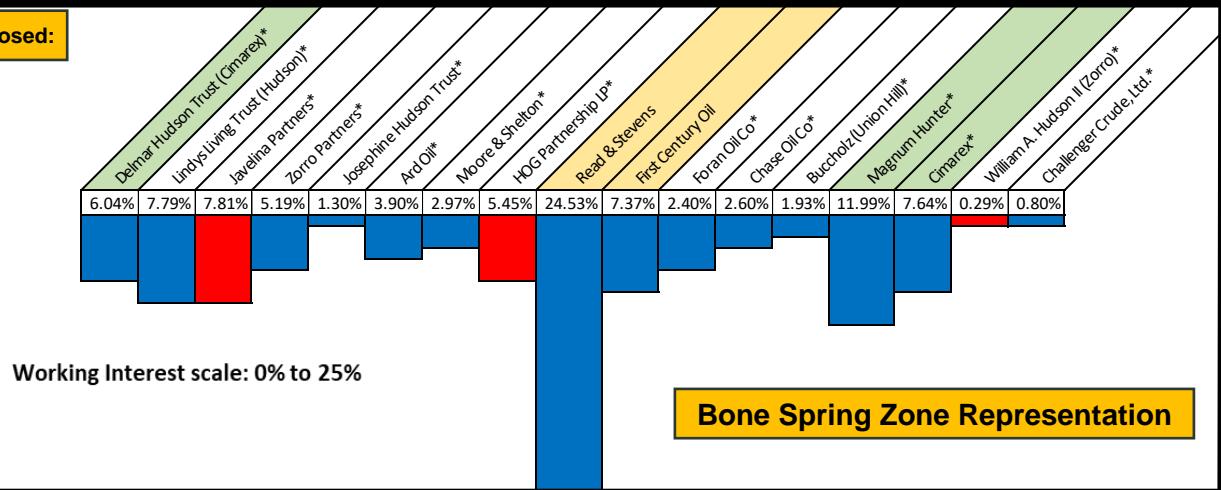 osed:
Delmar Hudson Trust (Cimarex)*
Lindys Living Trust (Hudson)*
Javelina Partners*
Zorro Partners*
Josephine Hudson Trust*
Ard Oil*
Moore & Shelton*
HOG Partnership LP*
Read & Stevens
First Century Oil
Foran Oil Co*
Chase Oil Co*
Buccholz (Union Hill)*
Magnum Hunter*
Cimarex*
William A. Hudson II (Zorro)*
Challenger Crude, Ltd.*
6.04% 7.79% 7.81% 5.19% 1.30% 3.90% 2.97% 5.45% 24.53% 7.37% 2.40% 2.60% 1.93% 11.99% 7.64% 0.29% 0.80%
Working Interest scale: 0% to 25%
Bone Spring Zone Representation